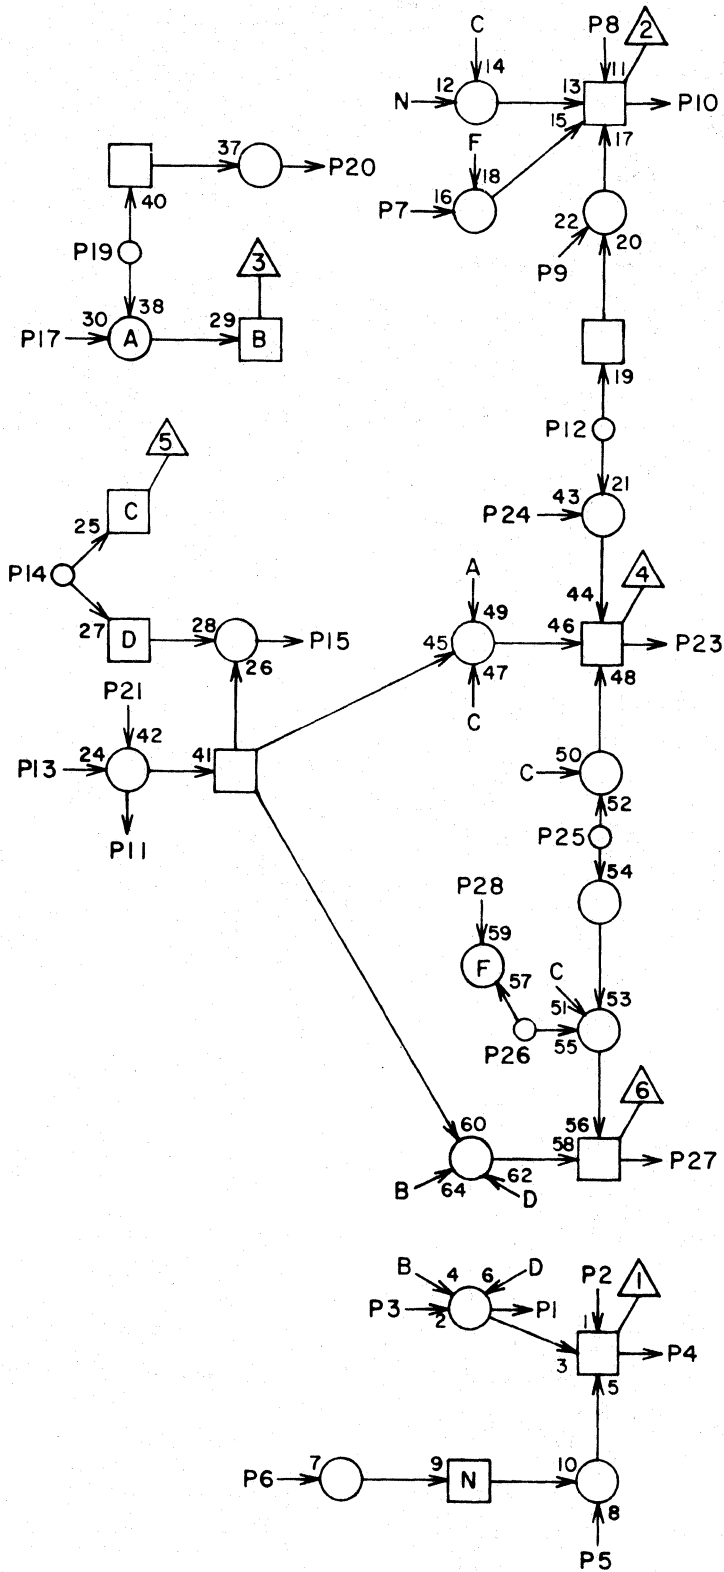 C
P8
2
14
11
N
12
13
P10
15
F
17
37
18
P20
16
P7
40
22
20
P19
P9
3
38
30
29
P17
A
B
19
P12
5
21
C
P24
43
25
P14
A
4
44
27
D
28
P15
49
45
46
P23
26
47
48
P21
C
42
P13
24
41
50
C
52
P11
P25
54
P28
59
F
C
57
53
51
P26
55
6
60
56
58
P27
62
B
64
D
B
4
6
D
P2
1
P3
P1
2
1
P4
3
5
7
9
10
P6
N
8
P5